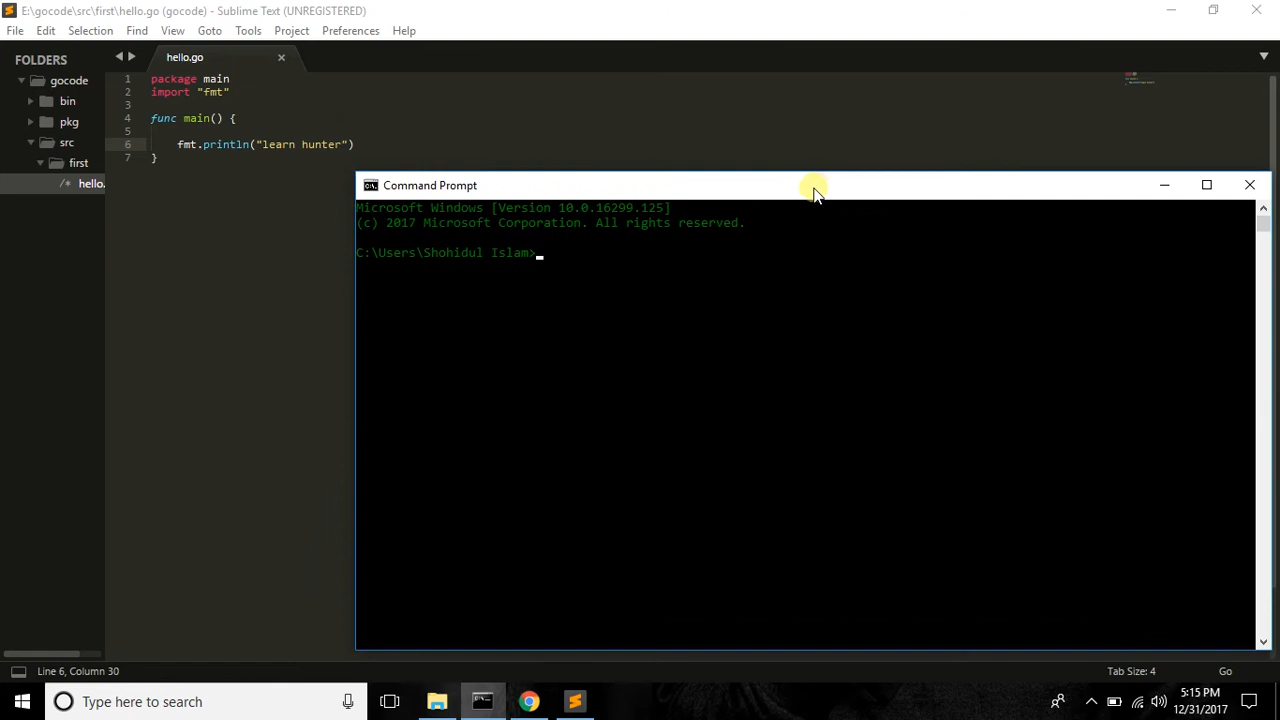 E:\gocode\src\first\hello.go (gocode) - Sublime Text (UNREGISTERED)
File Edit Selection Find View Goto Tools Project Preferences Help
FOLDERS
gocode
bin
pkg
src
first
/* hello.
hello.go
1 package main
2 import "fmt"
3
4 func main() {
5
6 fmt.println("learn hunter")
7 }
Command Prompt
Microsoft Windows [Version 10.0.16299.125]
(c) 2017 Microsoft Corporation. All rights reserved.
C:\Users\Shohidul Islam>
Line 6, Column 30
Tab Size: 4
Go
Type here to search
5:15 PM
12/31/2017